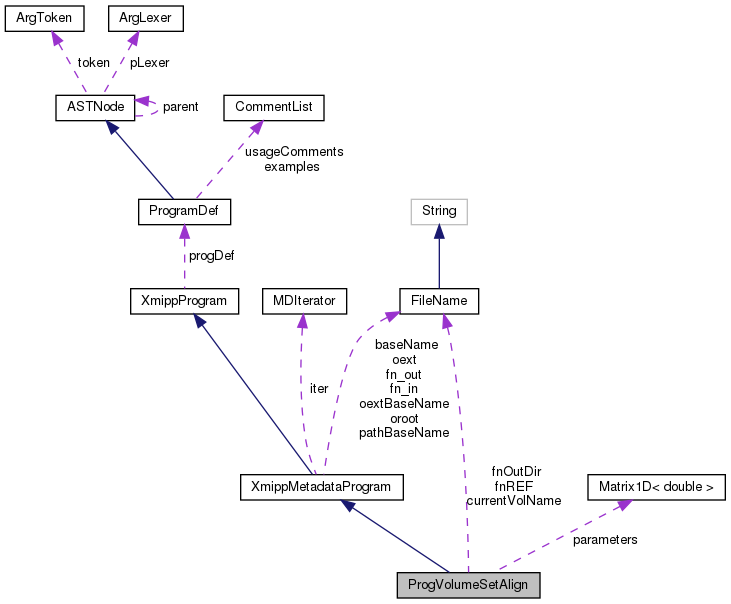 ArgToken
ArgLexer
token
pLexer
ASTNode
parent
CommentList
usageComments
examples
ProgramDef
String
progDef
XmippProgram
MDIterator
FileName
baseName
oext
fn_out
fn_in
oextBaseName
oroot
pathBaseName
iter
XmippMetadataProgram
fnOutDir
fnREF
currentVolName
Matrix1D< double >
parameters
ProgVolumeSetAlign